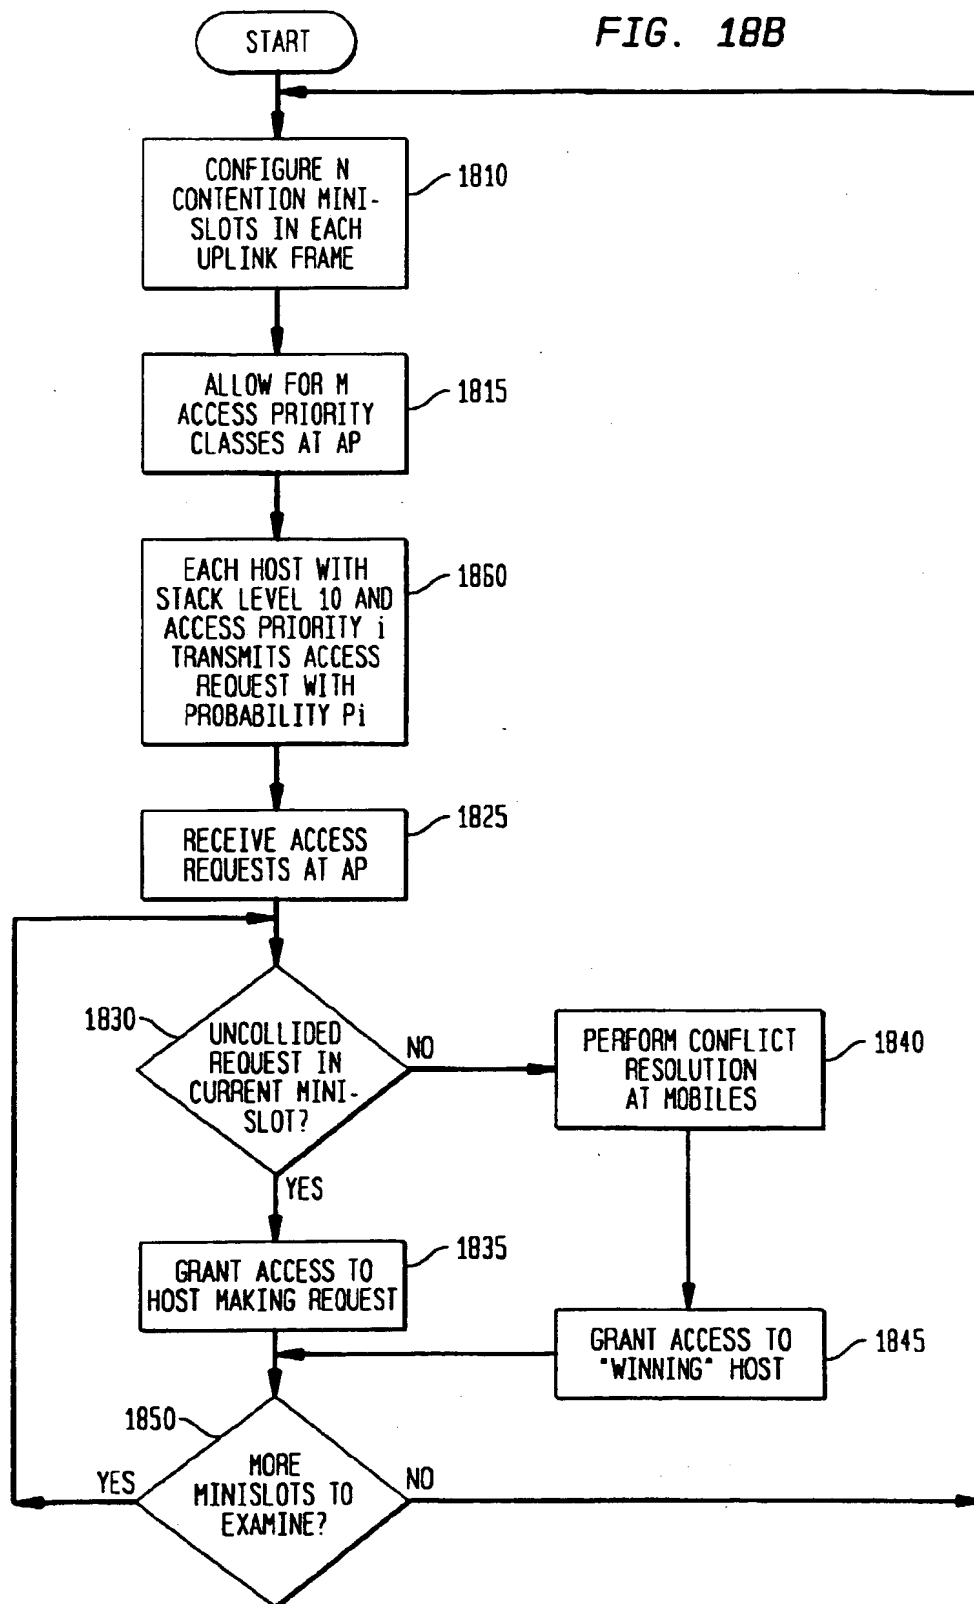 FIG. 18B
START
CONFIGURE N
CONTENTION MINI-
SLOTS IN EACH
UPLINK FRAME
1810
ALLOW FOR M
ACCESS PRIORITY
CLASSES AT AP
1815
EACH HOST WITH
STACK LEVEL 10 AND
ACCESS PRIORITY i
TRANSMITS ACCESS
REQUEST WITH
PROBABILITY Pi
1860
RECEIVE ACCESS
REQUESTS AT AP
1825
1830
UNCOLLIDED
REQUEST IN
CURRENT MINI-
SLOT?
NO
YES
PERFORM CONFLICT
RESOLUTION
AT MOBILES
1840
GRANT ACCESS TO
HOST MAKING REQUEST
1835
GRANT ACCESS TO
"WINNING" HOST
1845
1850
MORE
MINISLOTS TO
EXAMINE?
YES
NO